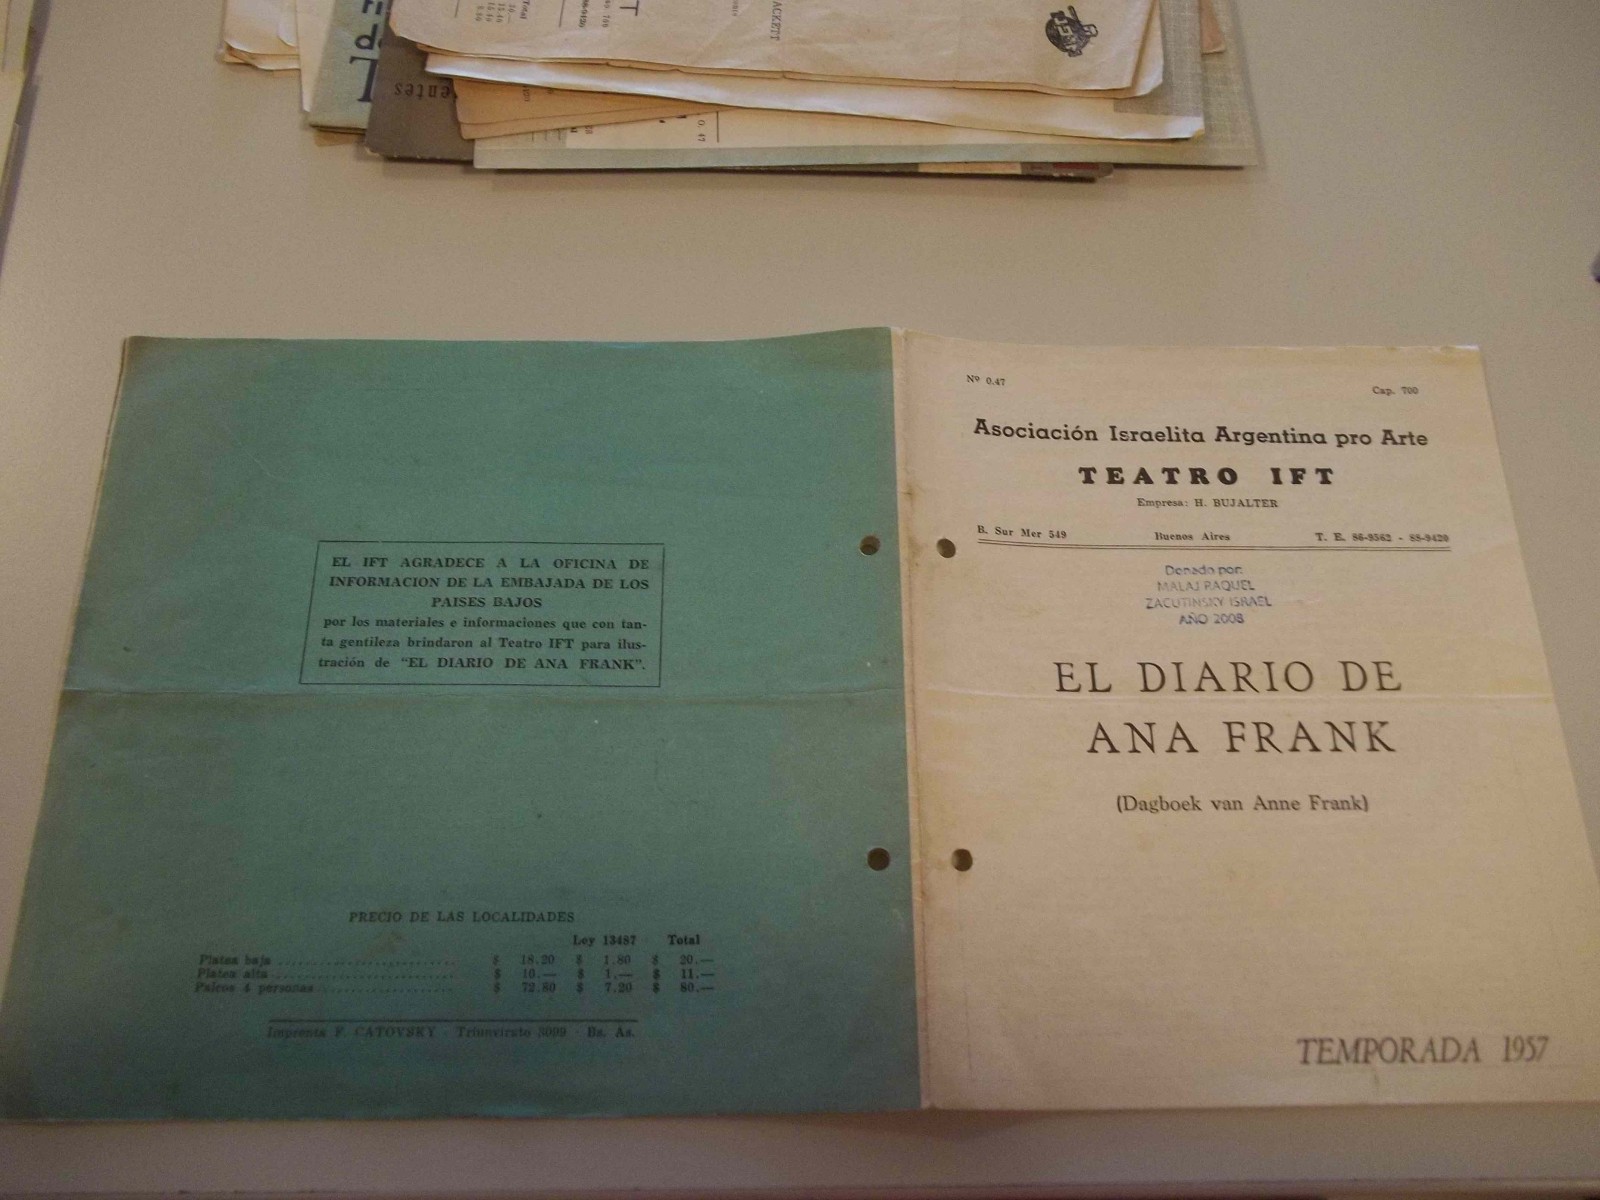 ACKETT
entes
EL IFT AGRADECE A LA OFICINA DE
INFORMACION DE LA EMBAJADA DE LOS
PAISES BAJOS
por los materiales e informaciones que con tan-
ta gentileza brindaron al Teatro IFT para ilus-
tración de "EL DIARIO DE ANA FRANK".
PRECIO DE LAS LOCALIDADES
Ley 13487 Total
Platea baja $ 18.20 $ 1.80 $ 20.—
Platea alta $ 10.— $ 1.— $ 11.—
Palcos 4 personas $ 72.80 $ 7.20 $ 80.—
Imprenta F. CATOVSKY - Triunvirato 3099 - Bs. As.
Nº 0.47
Cap. 700
Asociación Israelita Argentina pro Arte
TEATRO IFT
Empresa: H. BUJALTER
B. Sur Mer 549 Buenos Aires T. E. 86-9562 - 88-9420
Donado por:
MALAJ RAQUEL
ZACUTINSKY ISRAEL
AÑO 2008
EL DIARIO DE
ANA FRANK
(Dagboek van Anne Frank)
TEMPORADA 1957